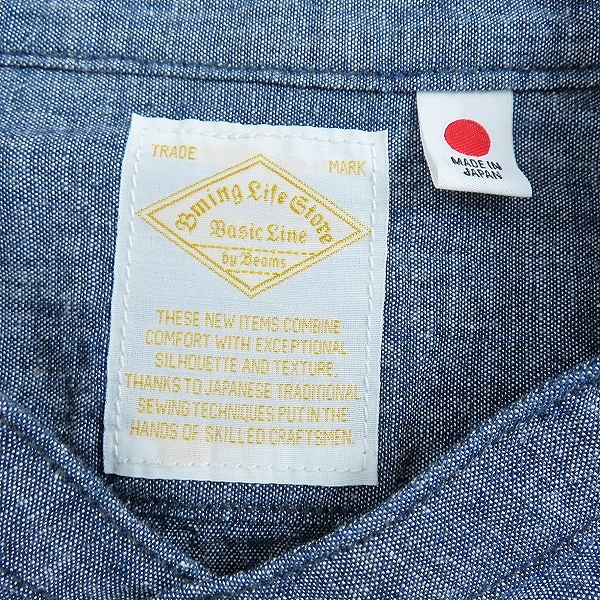 TRADE MARK
Bming Life Store
Basic Line
by Beams
THESE NEW ITEMS COMBINE
COMFORT WITH EXCEPTIONAL
SILHOUETTE AND TEXTURE.
THANKS TO JAPANESE TRADITIONAL
SEWING TECHNIQUES PUT IN THE
HANDS OF SKILLED CRAFTSMEN.
MADE IN
JAPAN